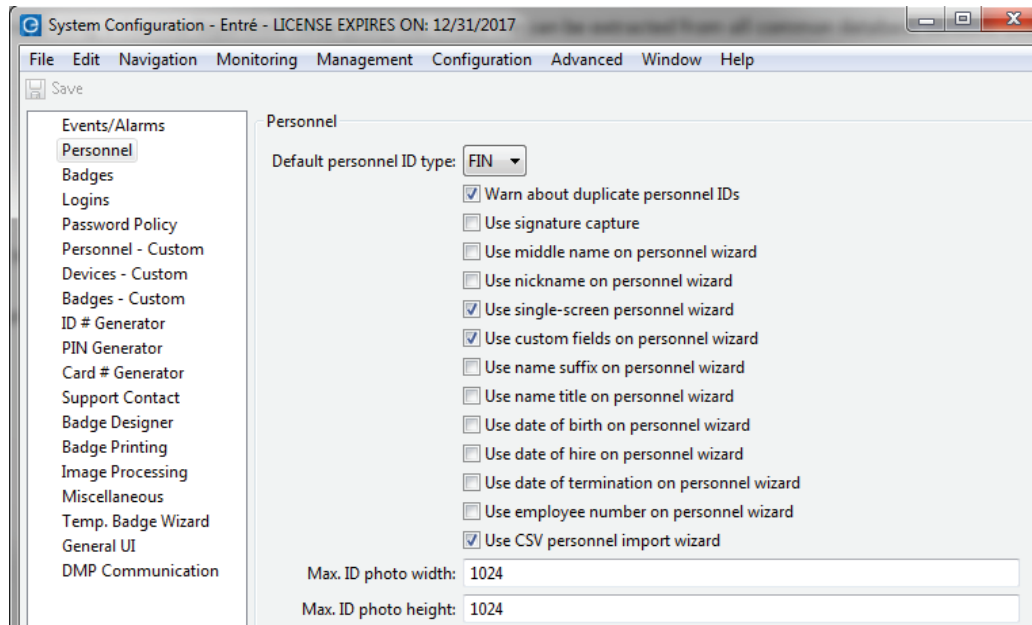 System Configuration - Entré - LICENSE EXPIRES ON: 12/31/2017
File Edit Navigation Monitoring Management Configuration Advanced Window Help
Save
Events/Alarms
Personnel
Badges
Logins
Password Policy
Personnel - Custom
Devices - Custom
Badges - Custom
ID # Generator
PIN Generator
Card # Generator
Support Contact
Badge Designer
Badge Printing
Image Processing
Miscellaneous
Temp. Badge Wizard
General UI
DMP Communication
Personnel
Default personnel ID type: FIN
Warn about duplicate personnel IDs
Use signature capture
Use middle name on personnel wizard
Use nickname on personnel wizard
Use single-screen personnel wizard
Use custom fields on personnel wizard
Use name suffix on personnel wizard
Use name title on personnel wizard
Use date of birth on personnel wizard
Use date of hire on personnel wizard
Use date of termination on personnel wizard
Use employee number on personnel wizard
Use CSV personnel import wizard
Max. ID photo width: 1024
Max. ID photo height: 1024